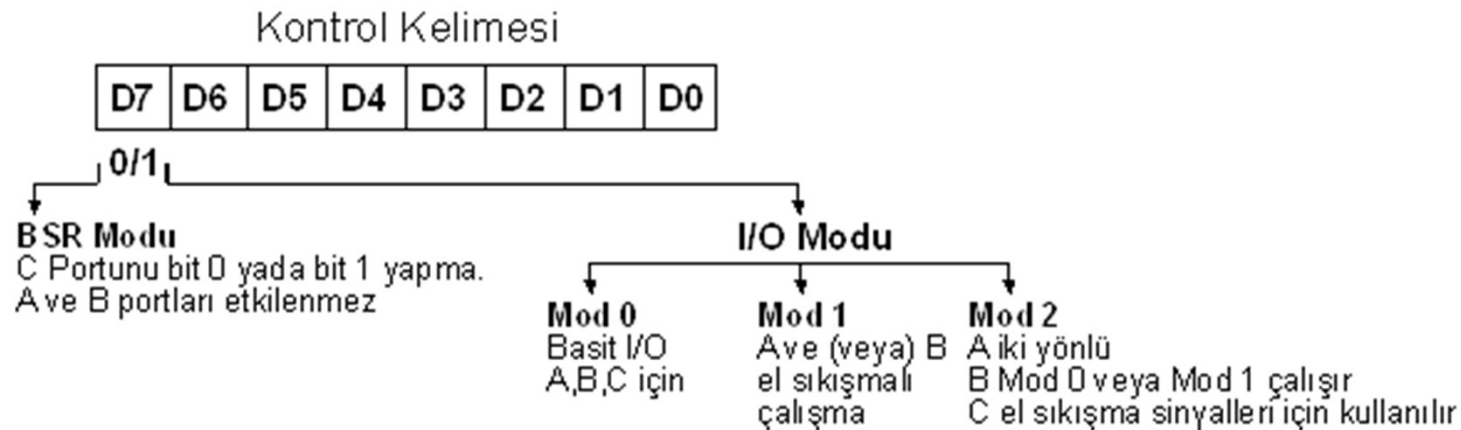 Kontrol Kelimesi
D7 D6 D5 D4 D3 D2 D1 D0
0/1
BSR Modu
C Portunu bit 0 yada bit 1 yapma.
A ve B portları etkilenmez
I/O Modu
Mod 0
Basit I/O
A,B,C için
Mod 1
A ve (veya) B
el sıkışmalı
çalışma
Mod 2
A iki yönlü
B Mod 0 veya Mod 1 çalışır
C el sıkışma sinyalleri için kullanılır